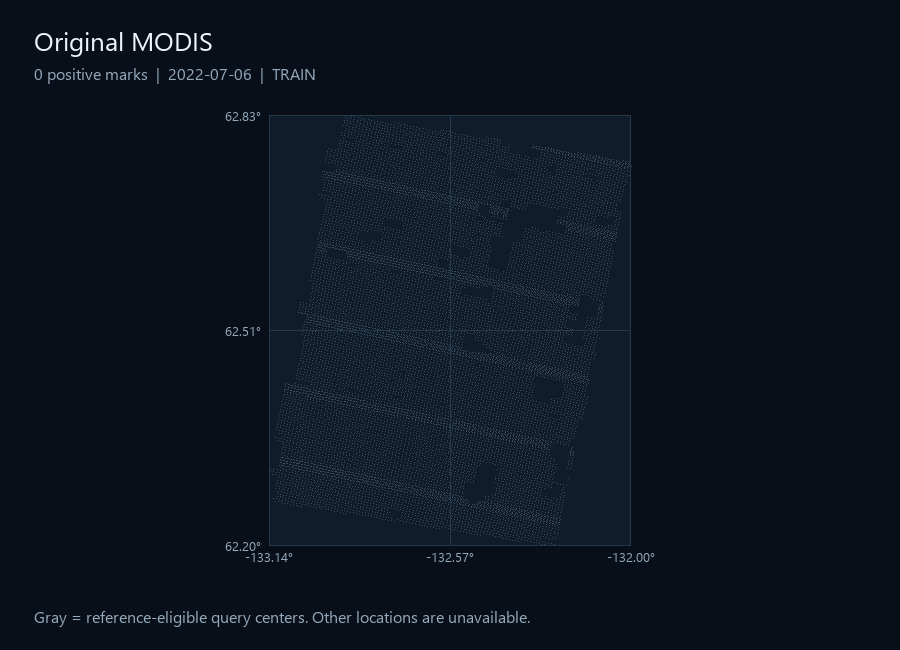 Original MODIS
0 positive marks | 2022-07-06 | TRAIN
62.83°
62.51°
62.20°
-133.14°
-132.57°
-132.00°
Gray = reference-eligible query centers. Other locations are unavailable.